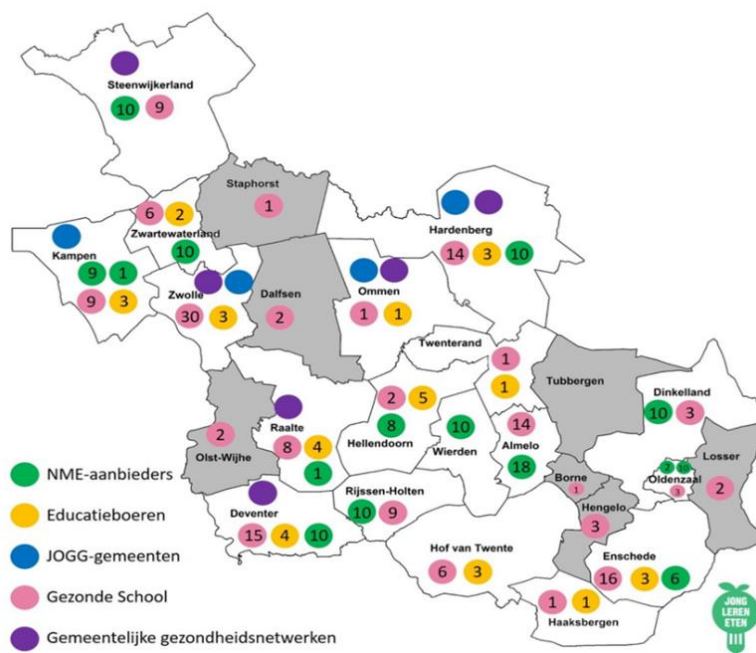 Steenwijkerland
10 9
Staphorst
1
6 2
Zwartewaterland
10
Hardenberg
14 3 10
Kampen
9 1
9 3
Zwolle
30 3
Dalfsen
2
Ommen
1 1
Twenterand
1
1
Tubbergen
Dinkelland
10 3
2
Olst-Wijhe
Raalte
8 4
1
2 5
8
Hellendoorn
10
Wierden
14
Almelo
18
Borne
1
2 10
Oldenzaal
3
Losser
2
Hengelo
3
Deventer
15 4 10
Rijssen-Holten
10 9
Hof van Twente
6 3
Enschede
16 3 6
1 1
Haaksbergen
NME-aanbieders
Educatieboeren
JOGG-gemeenten
Gezonde School
Gemeentelijke gezondheidsnetwerken
JONG
LEREN
ETEN